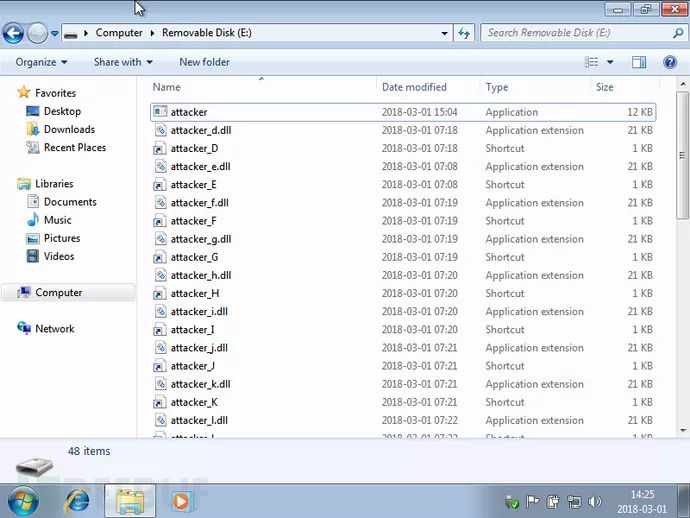 Computer Removable Disk (E:) Search Removable Disk (E:)
Organize Share with New folder
Favorites
Desktop
Downloads
Recent Places
Libraries
Documents
Music
Pictures
Videos
Computer
Network
Name Date modified Type Size
attacker 2018-03-01 15:04 Application 12 KB
attacker_d.dll 2018-03-01 07:18 Application extension 21 KB
attacker_D 2018-03-01 07:18 Shortcut 1 KB
attacker_e.dll 2018-03-01 07:08 Application extension 21 KB
attacker_E 2018-03-01 07:08 Shortcut 1 KB
attacker_f.dll 2018-03-01 07:19 Application extension 21 KB
attacker_F 2018-03-01 07:19 Shortcut 1 KB
attacker_g.dll 2018-03-01 07:19 Application extension 21 KB
attacker_G 2018-03-01 07:19 Shortcut 1 KB
attacker_h.dll 2018-03-01 07:20 Application extension 21 KB
attacker_H 2018-03-01 07:20 Shortcut 1 KB
attacker_i.dll 2018-03-01 07:20 Application extension 21 KB
attacker_I 2018-03-01 07:20 Shortcut 1 KB
attacker_j.dll 2018-03-01 07:21 Application extension 21 KB
attacker_J 2018-03-01 07:21 Shortcut 1 KB
attacker_k.dll 2018-03-01 07:21 Application extension 21 KB
attacker_K 2018-03-01 07:21 Shortcut 1 KB
attacker_l.dll 2018-03-01 07:22 Application extension 21 KB
48 items
14:25
2018-03-01